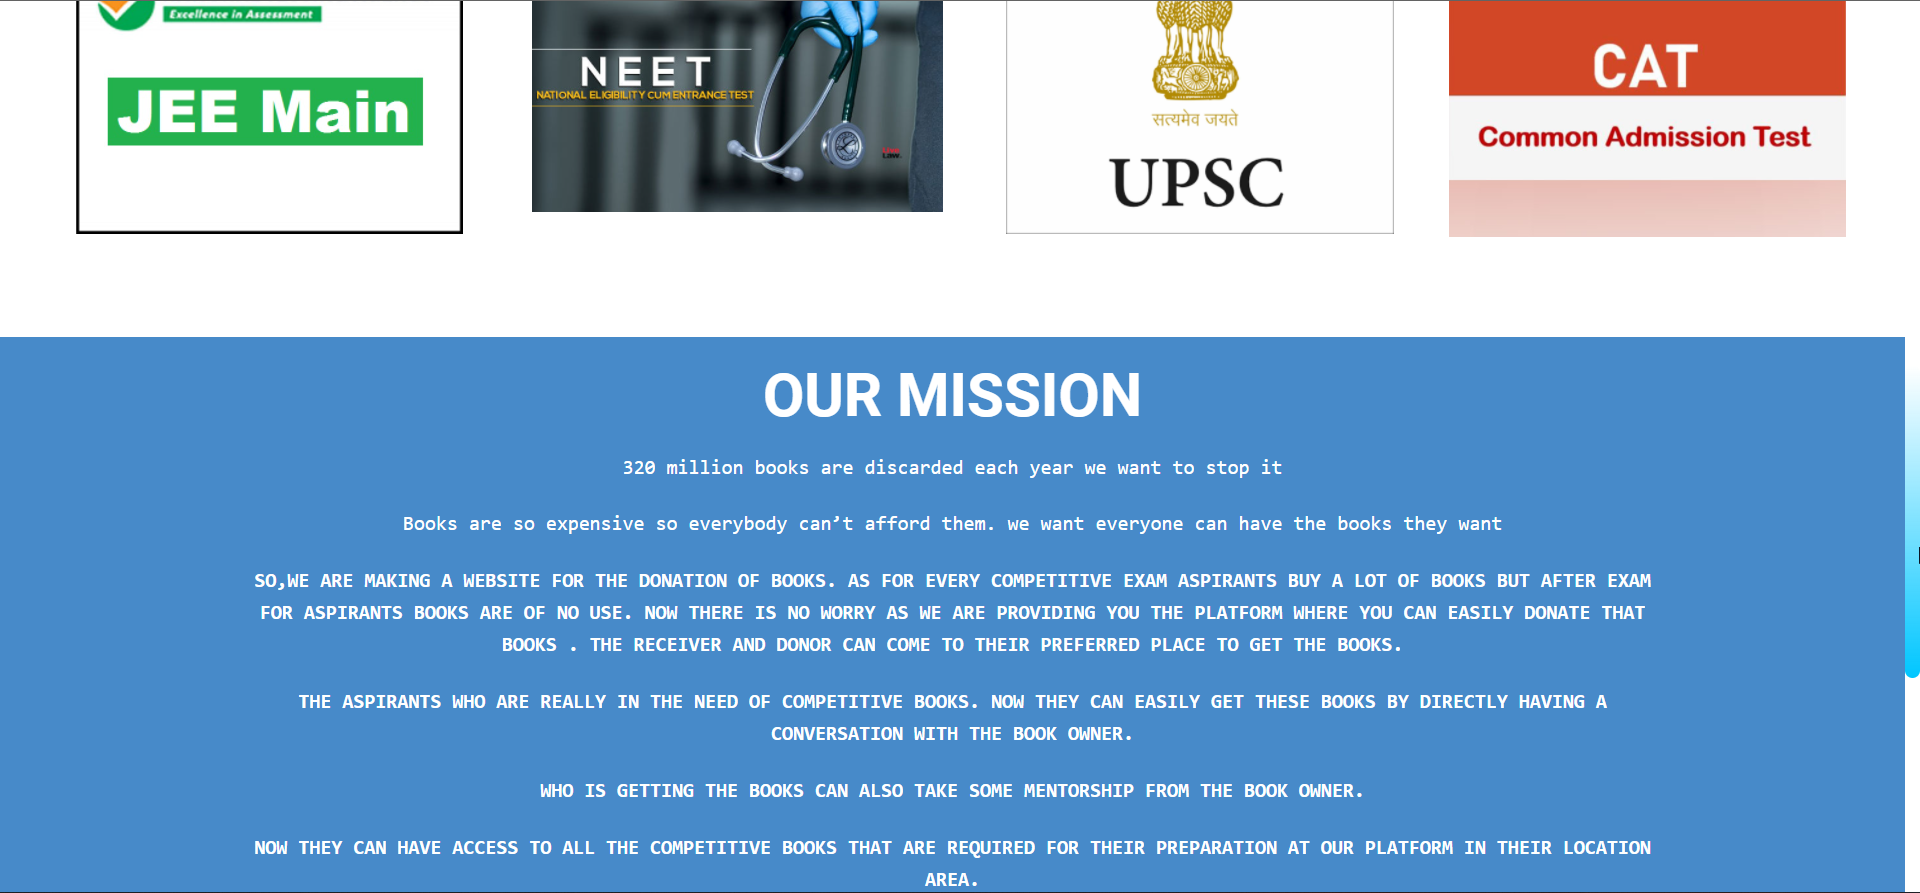 Excellence in Assessment
JEE Main
NEET
NATIONAL ELIGIBILITY CUM ENTRANCE TEST
LAW
सत्यमेव जयते
UPSC
CAT
Common Admission Test
OUR MISSION
320 million books are discarded each year we want to stop it
Books are so expensive so everybody can’t afford them. we want everyone can have the books they want
SO,WE ARE MAKING A WEBSITE FOR THE DONATION OF BOOKS. AS FOR EVERY COMPETITIVE EXAM ASPIRANTS BUY A LOT OF BOOKS BUT AFTER EXAM
FOR ASPIRANTS BOOKS ARE OF NO USE. NOW THERE IS NO WORRY AS WE ARE PROVIDING YOU THE PLATFORM WHERE YOU CAN EASILY DONATE THAT
BOOKS . THE RECEIVER AND DONOR CAN COME TO THEIR PREFERRED PLACE TO GET THE BOOKS.
THE ASPIRANTS WHO ARE REALLY IN THE NEED OF COMPETITIVE BOOKS. NOW THEY CAN EASILY GET THESE BOOKS BY DIRECTLY HAVING A
CONVERSATION WITH THE BOOK OWNER.
WHO IS GETTING THE BOOKS CAN ALSO TAKE SOME MENTORSHIP FROM THE BOOK OWNER.
NOW THEY CAN HAVE ACCESS TO ALL THE COMPETITIVE BOOKS THAT ARE REQUIRED FOR THEIR PREPARATION AT OUR PLATFORM IN THEIR LOCATION
AREA.